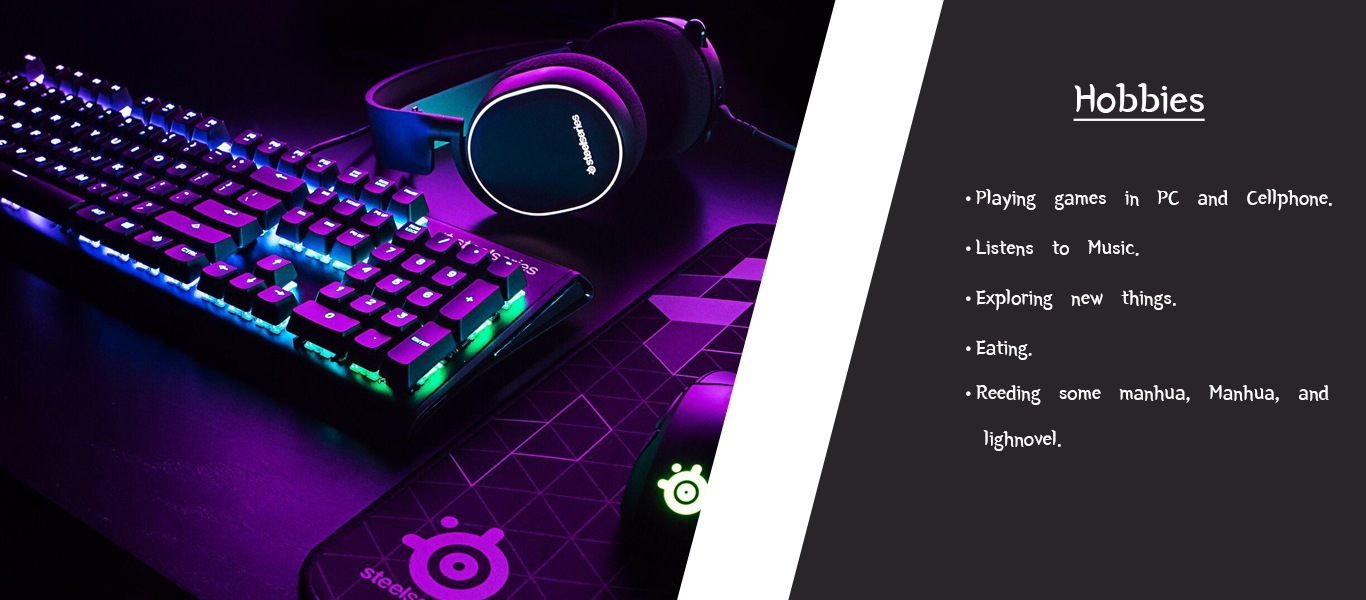 Hobbies
• Playing games in PC and Cellphone.
• Listens to Music.
• Exploring new things.
• Eating.
• Reeding some manhua, Manhua, and
lighnovel.
steelseries
steelseries